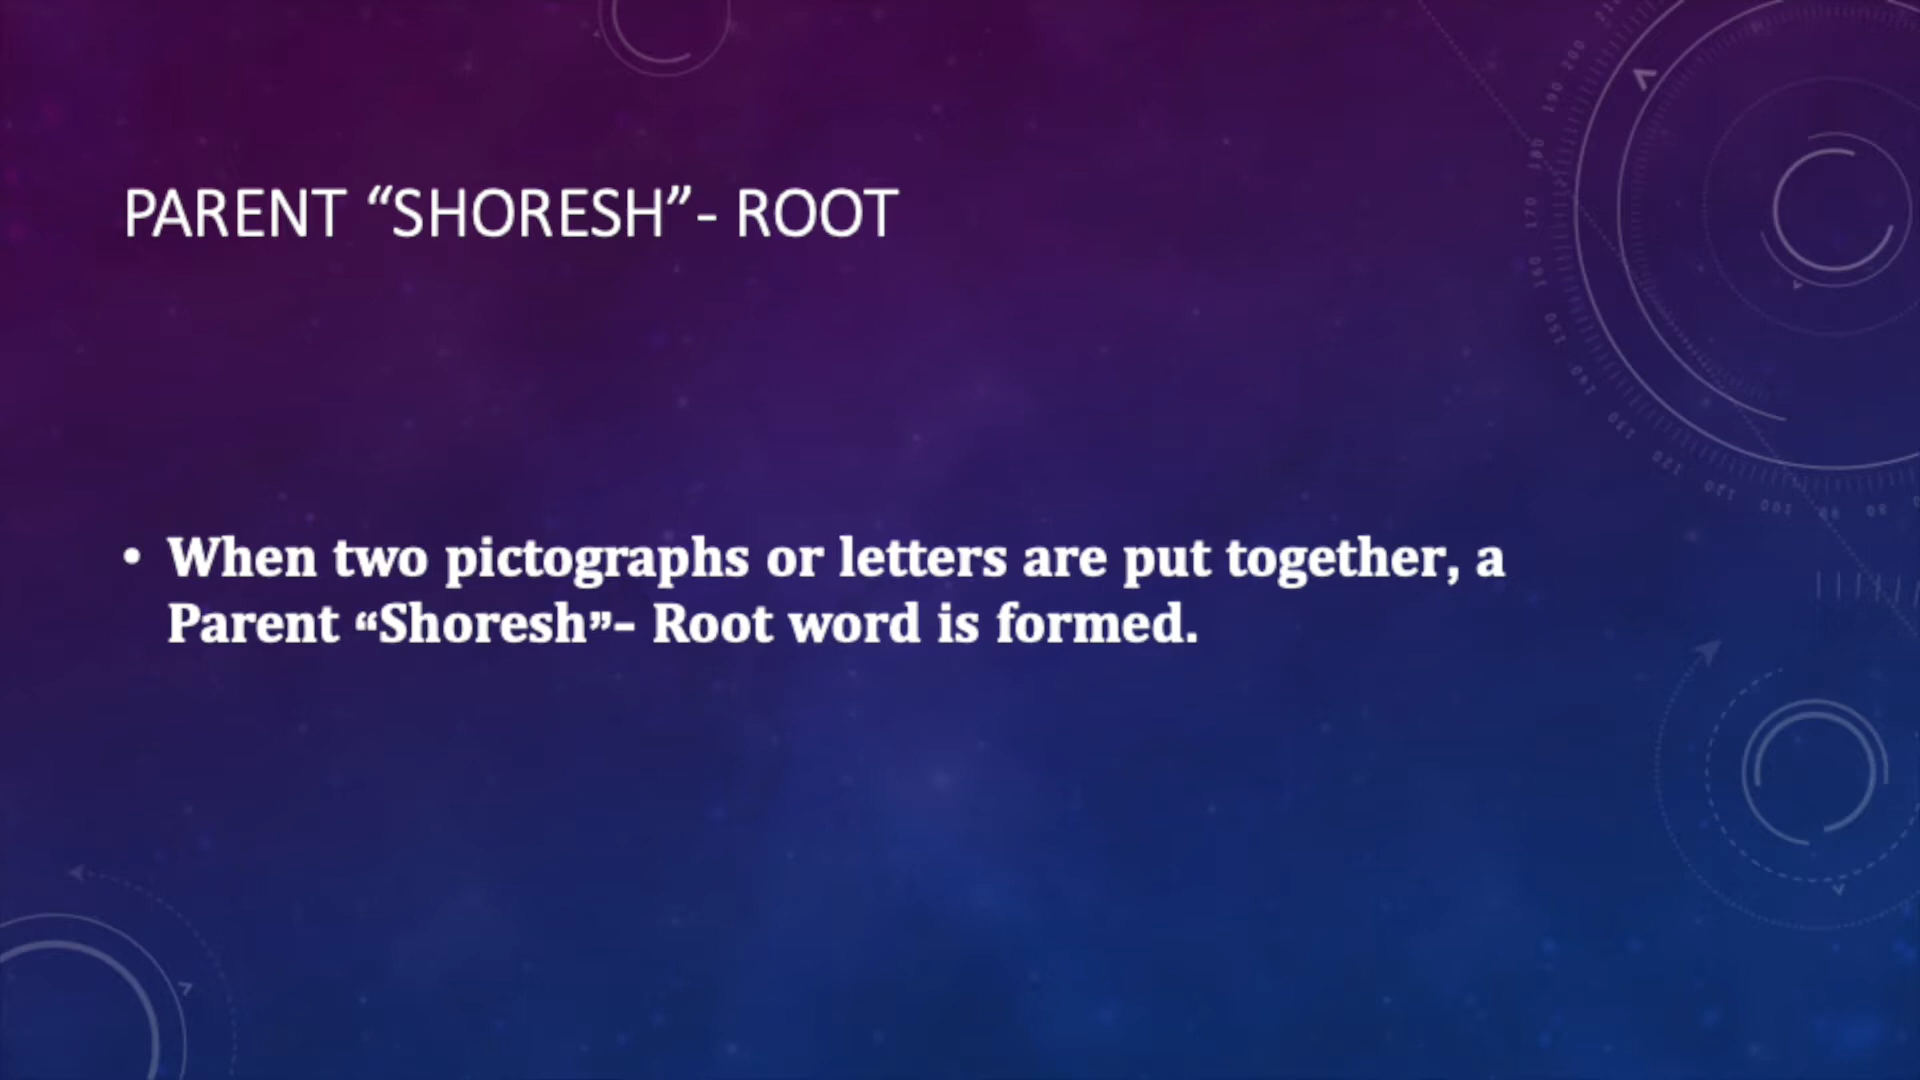 PARENT “SHORESH”- ROOT
• When two pictographs or letters are put together, a
Parent “Shoresh”- Root word is formed.